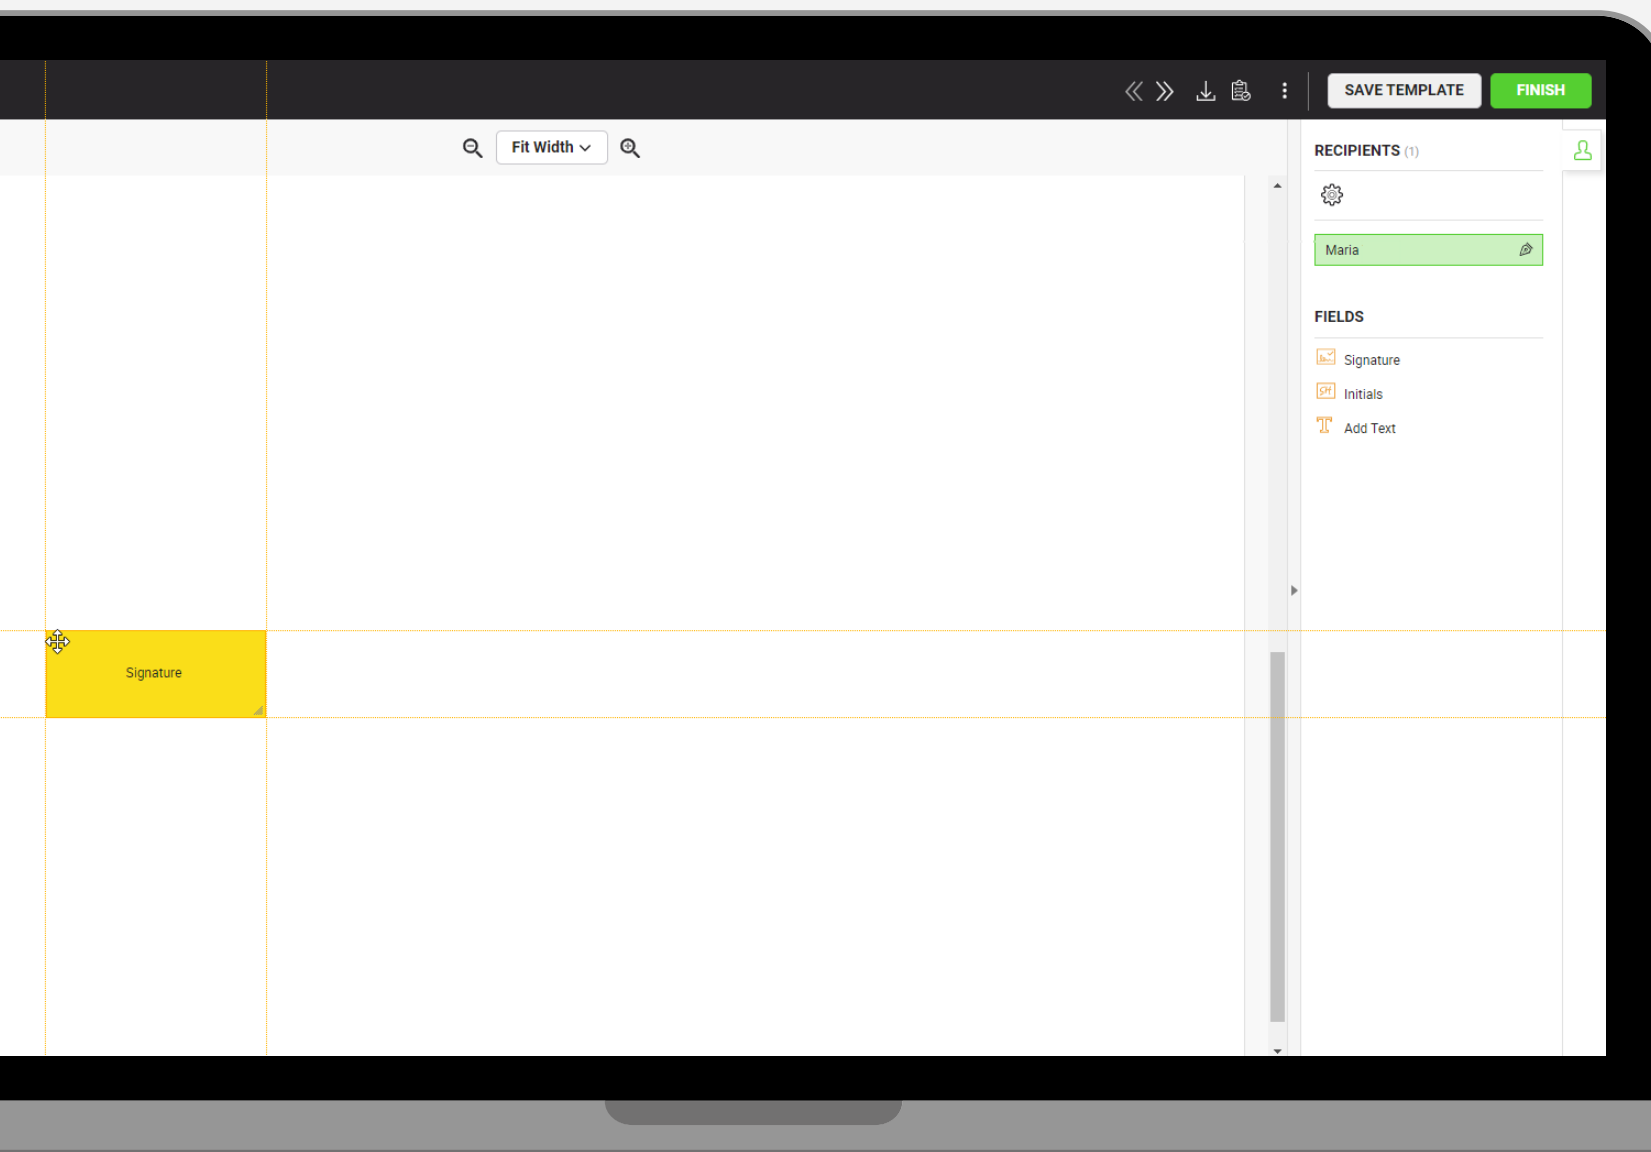 SAVE TEMPLATE
FINISH
Fit Width
RECIPIENTS (1)
Maria
FIELDS
Signature
Initials
Add Text
Signature